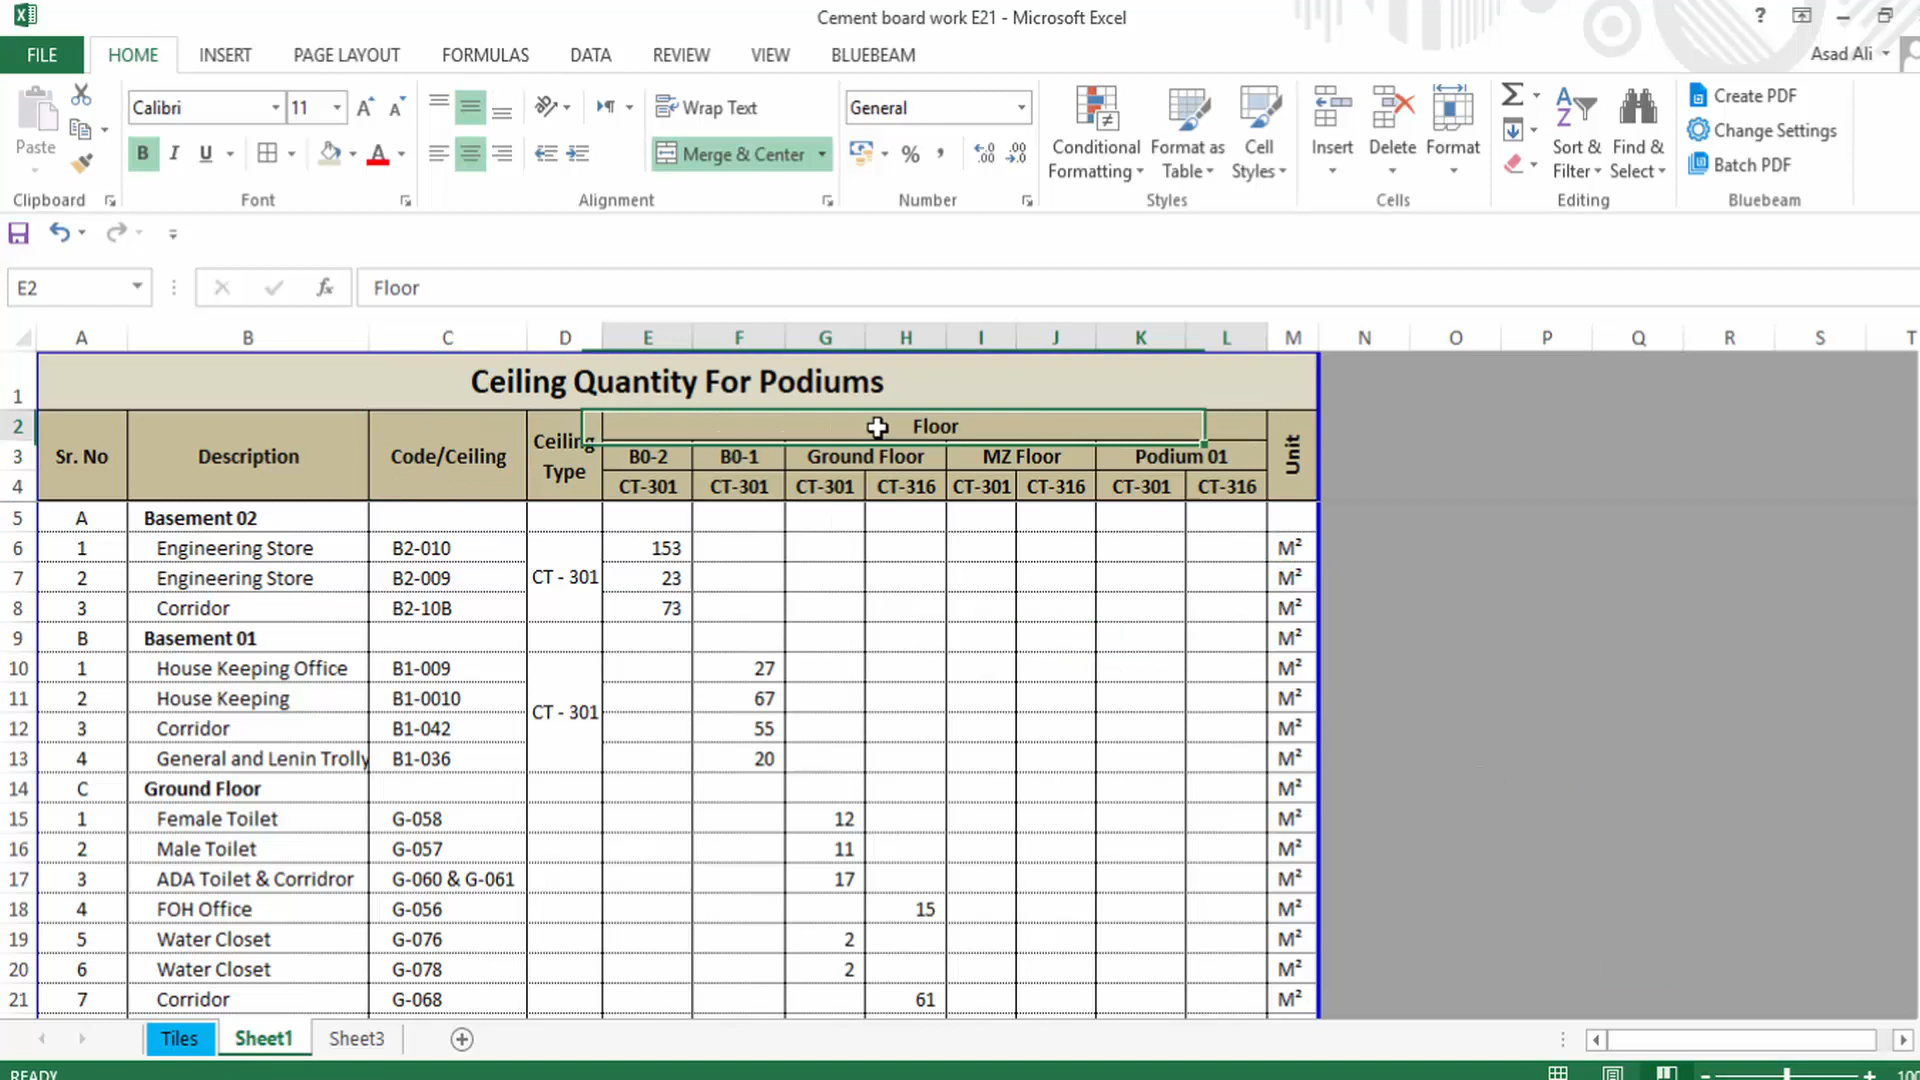 Cement board work E21 - Microsoft Excel
?
FILE HOME INSERT PAGE LAYOUT FORMULAS DATA REVIEW VIEW BLUEBEAM
Asad Ali
Calibri 11 Wrap Text General
Create PDF
Paste B I U A Merge & Center % Conditional Formatting Format as Table Cell Styles Insert Delete Format Sort & Filter Find & Select
Change Settings
Batch PDF
Clipboard Font Alignment Number Styles Cells Editing Bluebeam
E2 fx Floor
A B C D E F G H I J K L M N O P Q R S T
1 Ceiling Quantity For Podiums
2 Floor
3 Sr. No Description Code/Ceiling Ceiling Type B0-2 B0-1 Ground Floor MZ Floor Podium 01 Unit
4 CT-301 CT-301 CT-301 CT-316 CT-301 CT-316 CT-301 CT-316
5 A Basement 02
6 1 Engineering Store B2-010 153 M²
7 2 Engineering Store B2-009 CT - 301 23 M²
8 3 Corridor B2-10B 73 M²
9 B Basement 01 M²
10 1 House Keeping Office B1-009 27 M²
11 2 House Keeping B1-0010 CT - 301 67 M²
12 3 Corridor B1-042 55 M²
13 4 General and Lenin Trolly B1-036 20 M²
14 C Ground Floor M²
15 1 Female Toilet G-058 12 M²
16 2 Male Toilet G-057 11 M²
17 3 ADA Toilet & Corridror G-060 & G-061 17 M²
18 4 FOH Office G-056 15 M²
19 5 Water Closet G-076 2 M²
20 6 Water Closet G-078 2 M²
21 7 Corridor G-068 61 M²
Tiles Sheet1 Sheet3
READY 100